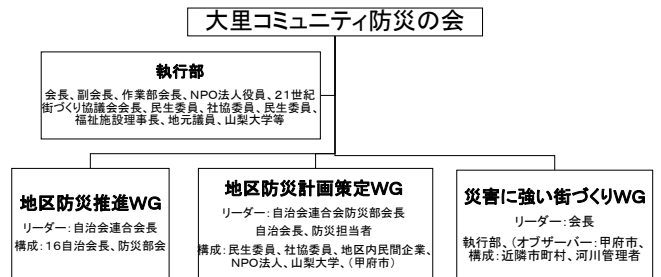 大里コミュニティ防災の会
執行部
会長、副会長、作業部会長、NPO法人役員、21世紀
街づくり協議会会長、民生委員、社協委員、民生委員、
福祉施設理事長、地元議員、山梨大学等
地区防災推進WG
リーダー：自治会連合会長
構成：16自治会長、防災部会
地区防災計画策定WG
リーダー：自治会連合会防災部会長
自治会長、防災担当者
構成：民生委員、社協委員、地区内民間企業、
NPO法人、山梨大学、（甲府市）
災害に強い街づくりWG
リーダー：会長
執行部、（オブザーバー：甲府市、
構成：近隣市町村、河川管理者